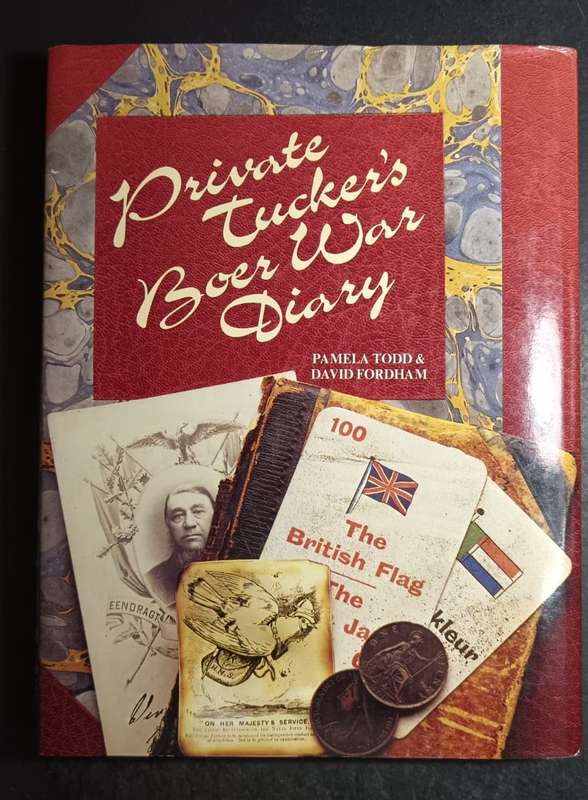 Private
Tucker's
Boer War
Diary
PAMELA TODD &
DAVID FORDHAM
100
The
British Flag
The
Ja
kleur
EENDRAGT
ON HER MAJESTY'S SERVICE.